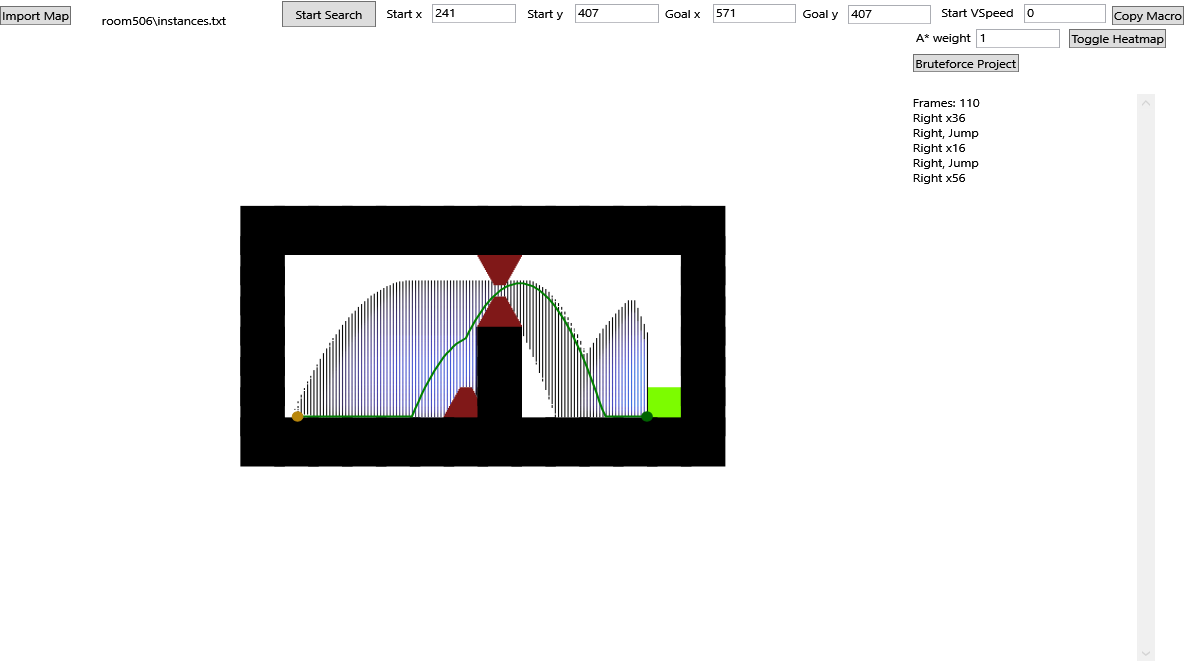 Import Map
room506\instances.txt
Start Search
Start x 241
Start y 407
Goal x 571
Goal y 407
Start VSpeed 0
Copy Macro
A* weight 1
Toggle Heatmap
Bruteforce Project
Frames: 110
Right x36
Right, Jump
Right x16
Right, Jump
Right x56